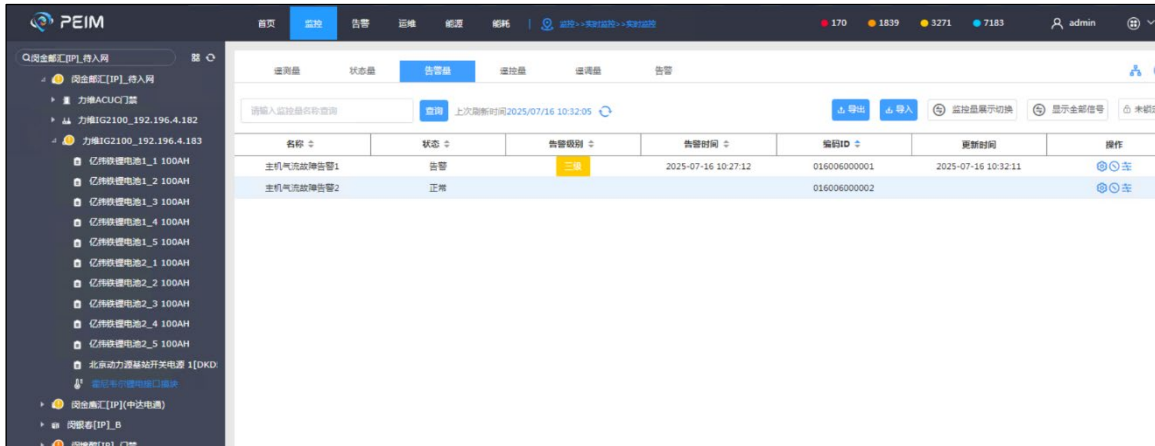 PEIM 首页 监控 告警 运维 能源 能耗 监控>>实时监控>>实时监控 170 1839 3271 7183 admin
闽金邮汇[IP]_待入网
闽金邮汇[IP]_待入网
力维ACUC门禁
力维IG2100_192.196.4.182
力维IG2100_192.196.4.183
亿纬铁锂电池1_1 100AH
亿纬铁锂电池1_2 100AH
亿纬铁锂电池1_3 100AH
亿纬铁锂电池1_4 100AH
亿纬铁锂电池1_5 100AH
亿纬铁锂电池2_1 100AH
亿纬铁锂电池2_2 100AH
亿纬铁锂电池2_3 100AH
亿纬铁锂电池2_4 100AH
亿纬铁锂电池2_5 100AH
北京动力源基站开关电源 1[DKD
[IP](中达电通)
[IP]_B
遥测量 状态量 告警量 遥控量 遥调量 告警
请输入监控量名称查询 查询 上次刷新时间2025/07/16 10:32:05 导出 导入 监控量展示切换 显示全部信号
名称 状态 告警级别 告警时间 编码ID 更新时间 操作
主机气流故障告警1 告警 三级 2025-07-16 10:27:12 016006000001 2025-07-16 10:32:11
主机气流故障告警2 正常 016006000002